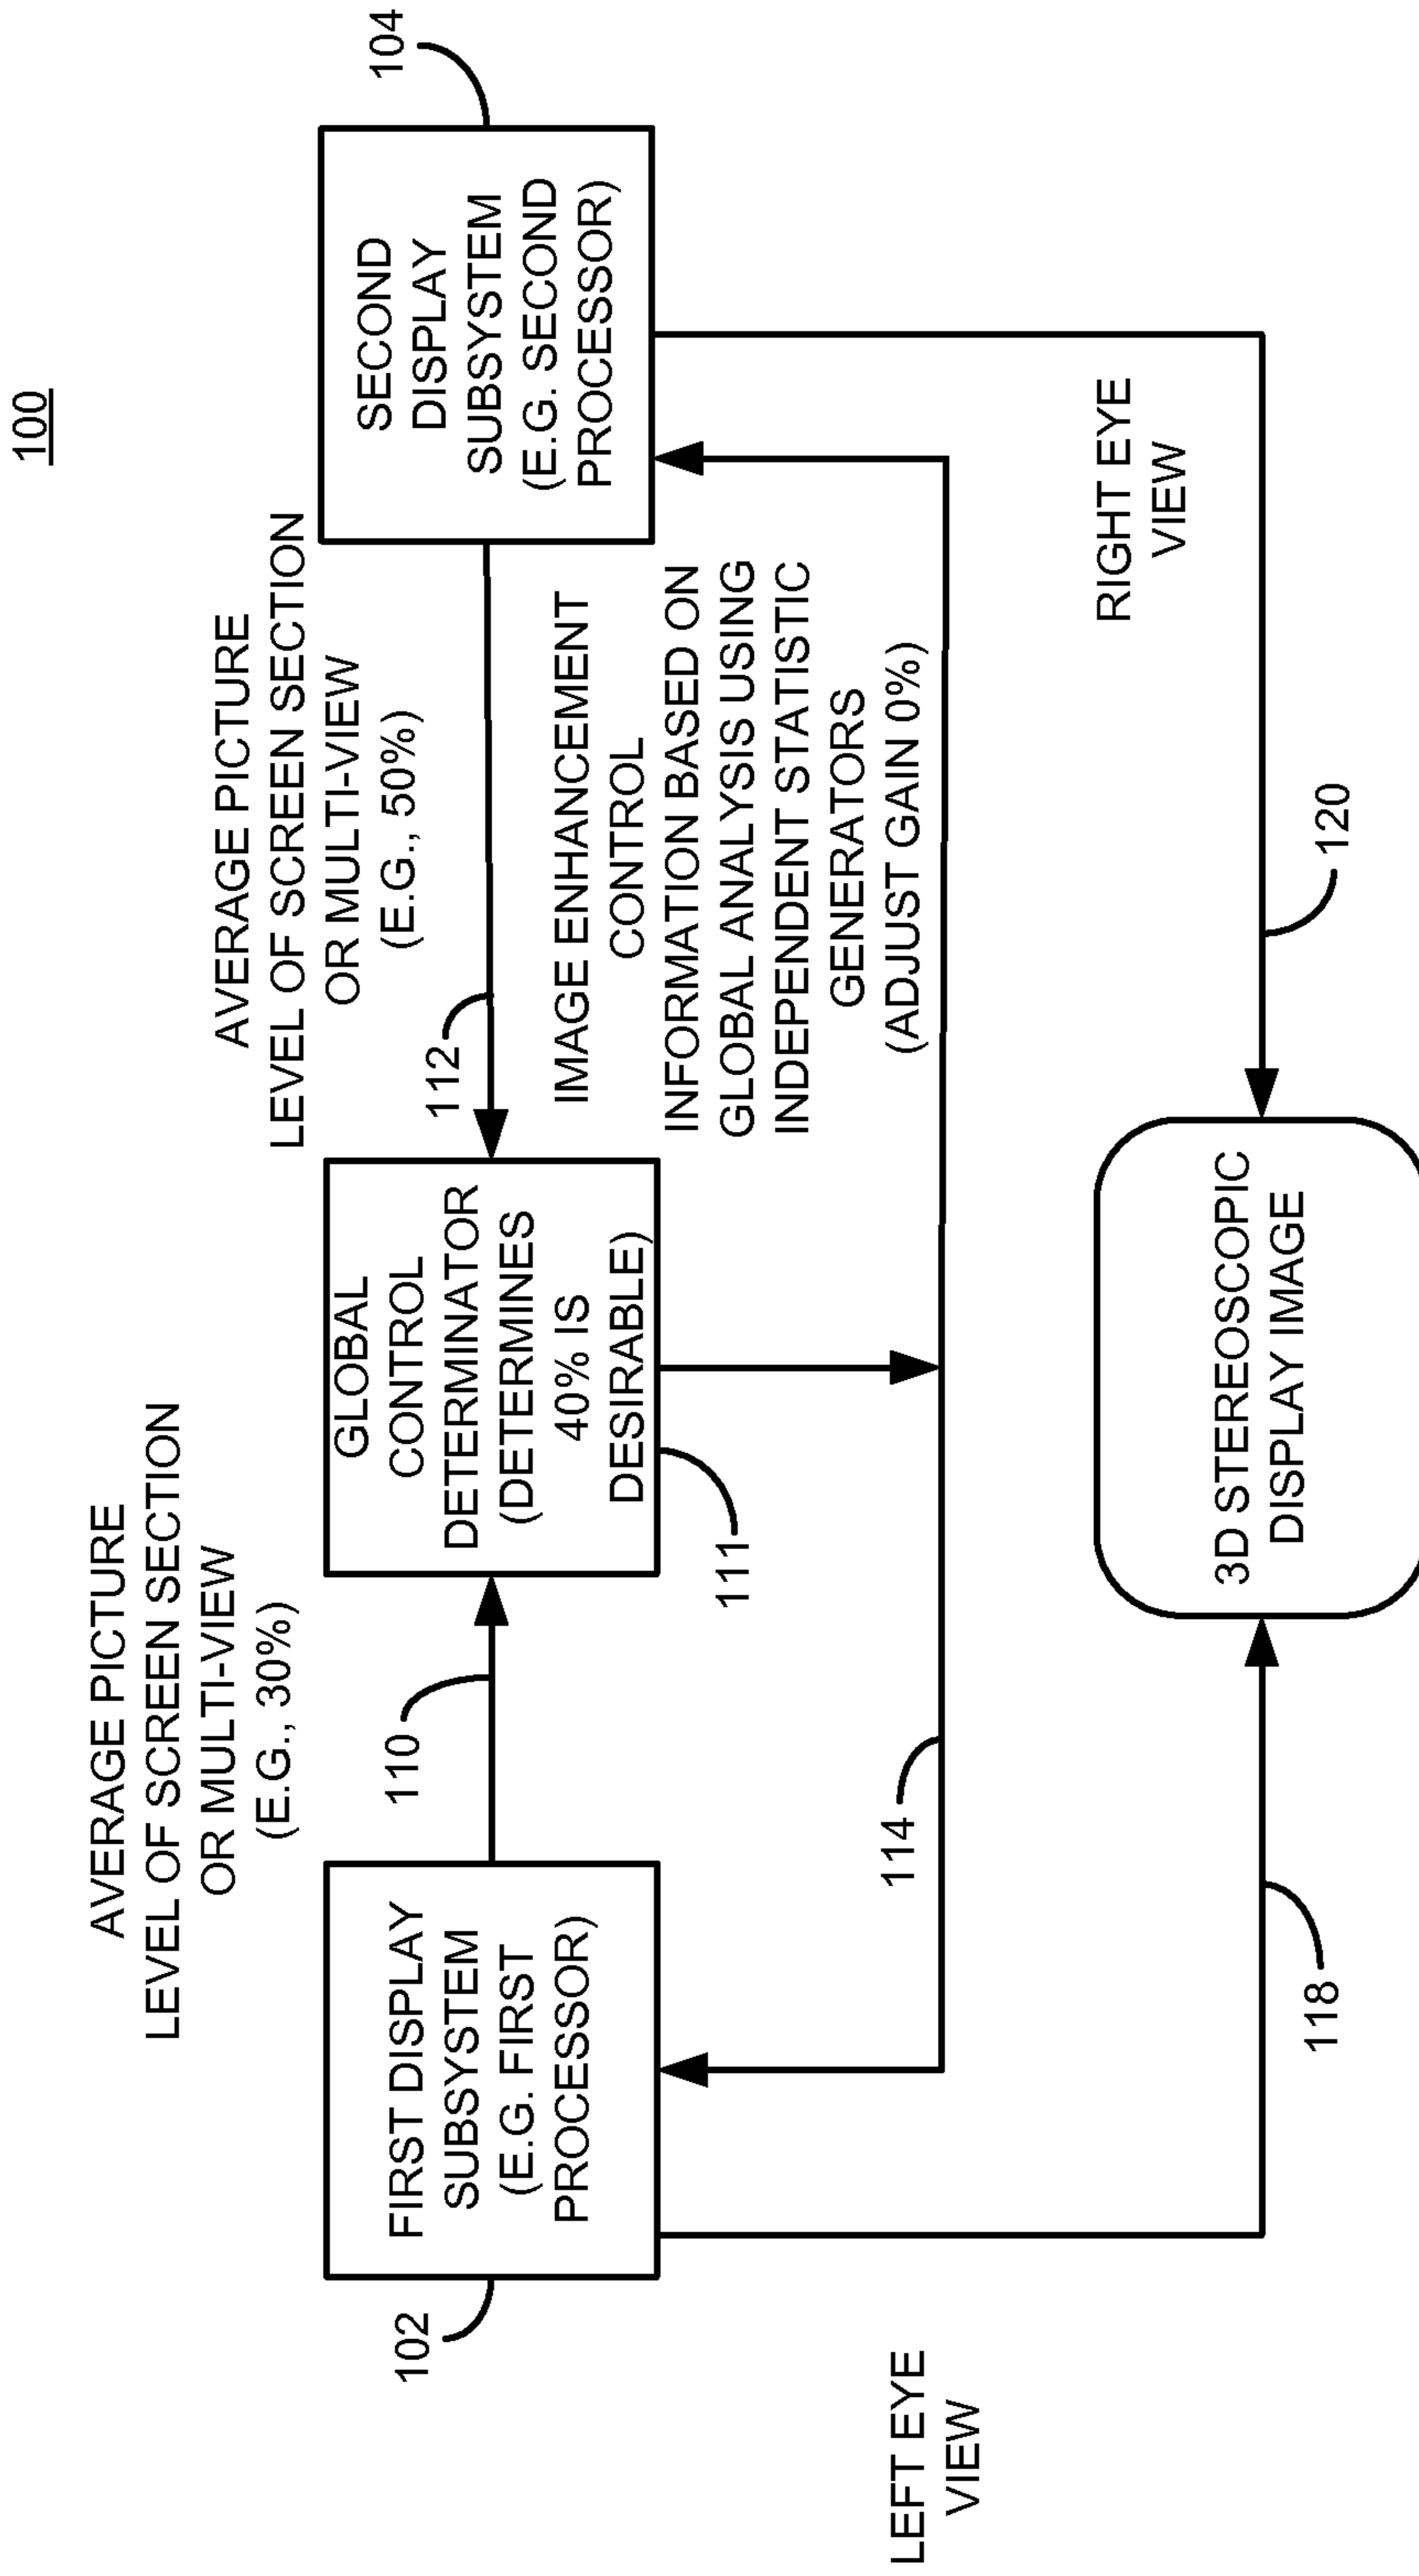 100
AVERAGE PICTURE
LEVEL OF SCREEN SECTION
OR MULTI-VIEW
(E.G., 30%)
AVERAGE PICTURE
LEVEL OF SCREEN SECTION
OR MULTI-VIEW
(E.G., 50%)
102
FIRST DISPLAY
SUBSYSTEM
(E.G. FIRST
PROCESSOR)
110
GLOBAL
CONTROL
DETERMINATOR
(DETERMINES
40% IS
DESIRABLE)
111
112
SECOND
DISPLAY
SUBSYSTEM
(E.G. SECOND
PROCESSOR)
104
IMAGE ENHANCEMENT
CONTROL
INFORMATION BASED ON
GLOBAL ANALYSIS USING
INDEPENDENT STATISTIC
GENERATORS
(ADJUST GAIN 0%)
114
LEFT EYE
VIEW
RIGHT EYE
VIEW
118
3D STEREOSCOPIC
DISPLAY IMAGE
120